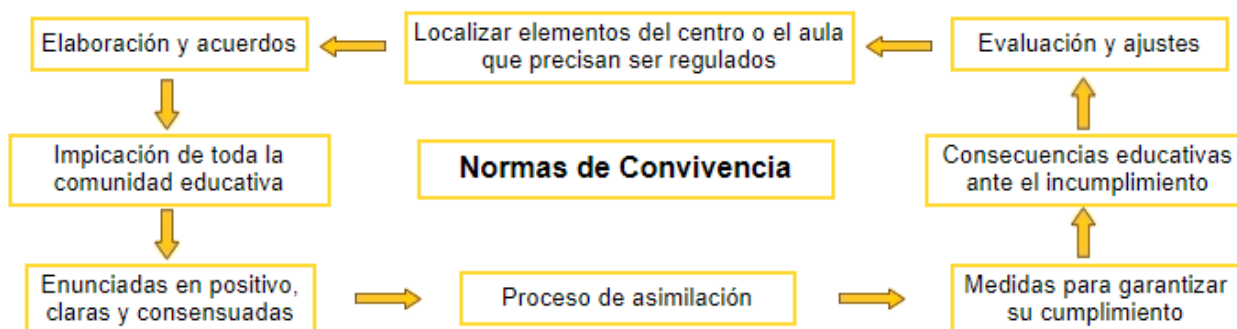 Elaboración y acuerdos
Localizar elementos del centro o el aula
que precisan ser regulados
Evaluación y ajustes
Impicación de toda la
comunidad educativa
Normas de Convivencia
Consecuencias educativas
ante el incumplimiento
Enunciadas en positivo,
claras y consensuadas
Proceso de asimilación
Medidas para garantizar
su cumplimiento